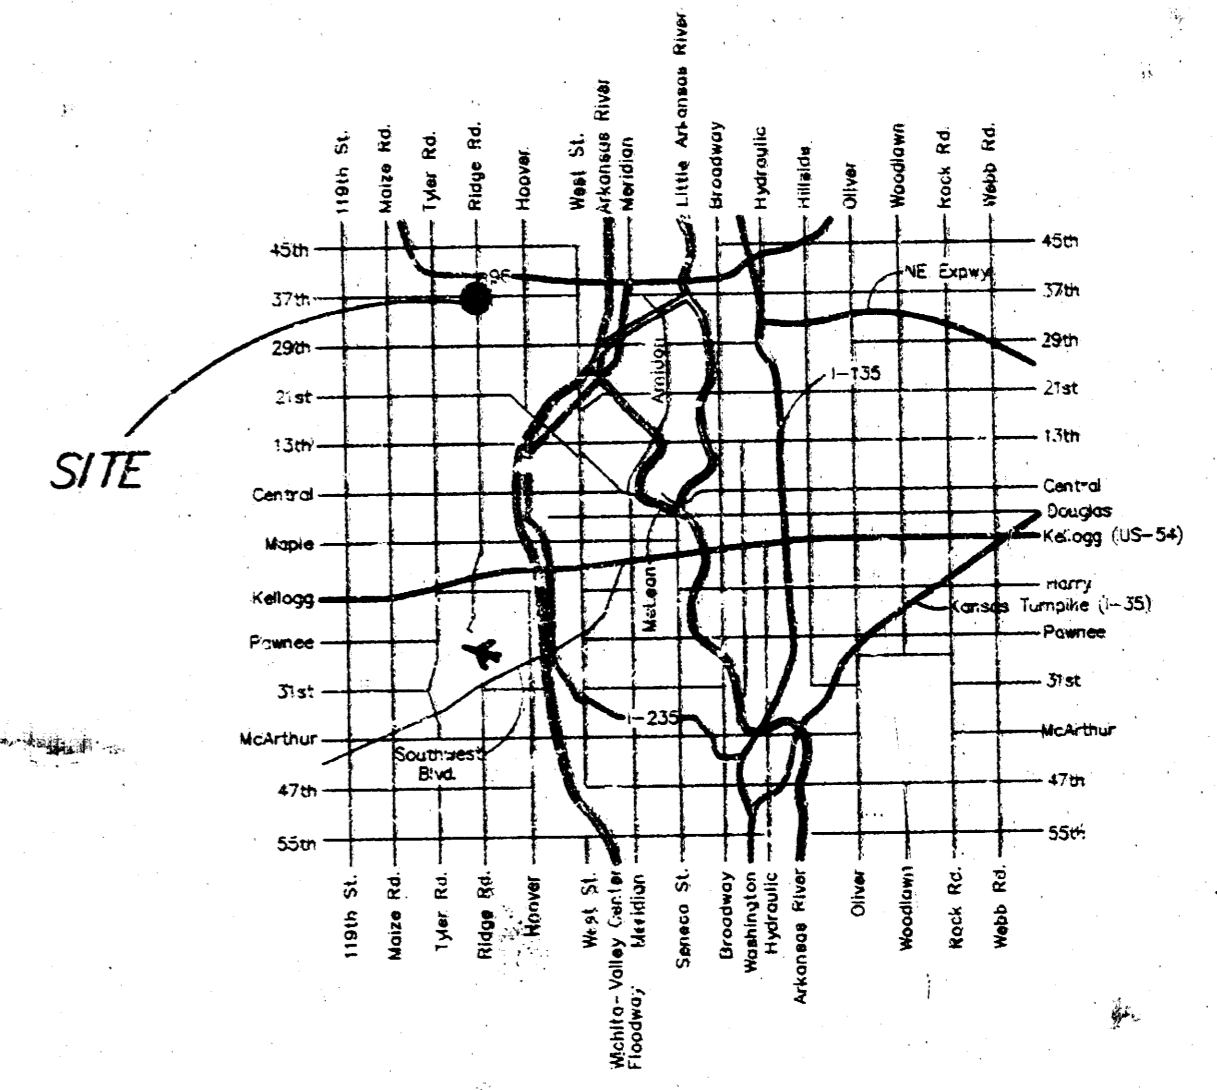 119th St.
Maize Rd.
Tyler Rd.
Ridge Rd.
Hoover
West St.
Arkansas River
Meridian
Little Arkansas River
Broadway
Hydraulic
Hillside
Oliver
Woodlawn
Rock Rd.
Webb Rd.
45th
45th
96
NE. Expwy
37th
37th
29th
29th
Amidon
I-135
21st
21st
13th
13th
SITE
Central
Central
Douglas
Maple
Kellogg (US-54)
McLean
Harry
Kellogg
Kansas Turnpike (I-35)
Pawnee
Pawnee
31st
31st
I-235
McArthur
McArthur
Southwest
Blvd.
47th
47th
55th
55th
119th St.
Maize Rd.
Tyler Rd.
Ridge Rd.
Hoover
West St.
Wichita-Valley Center
Floodway
Meridian
Seneca St.
Broadway
Washington
Hydraulic
Arkansas River
Oliver
Woodlawn
Rock Rd.
Webb Rd.